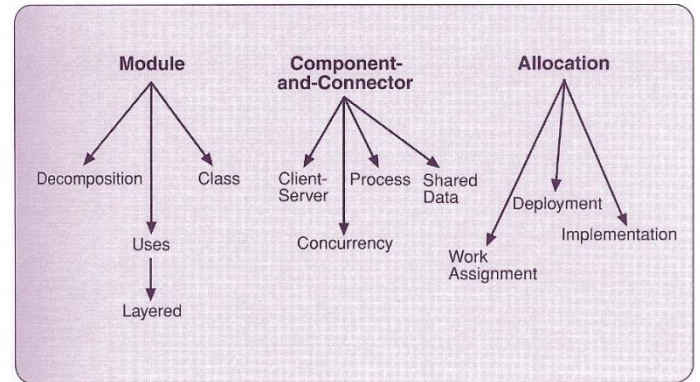 Module
Component-
and-Connector
Allocation
Decomposition
Class
Client-
Server
Process
Shared
Data
Deployment
Uses
Concurrency
Implementation
Work
Assignment
Layered